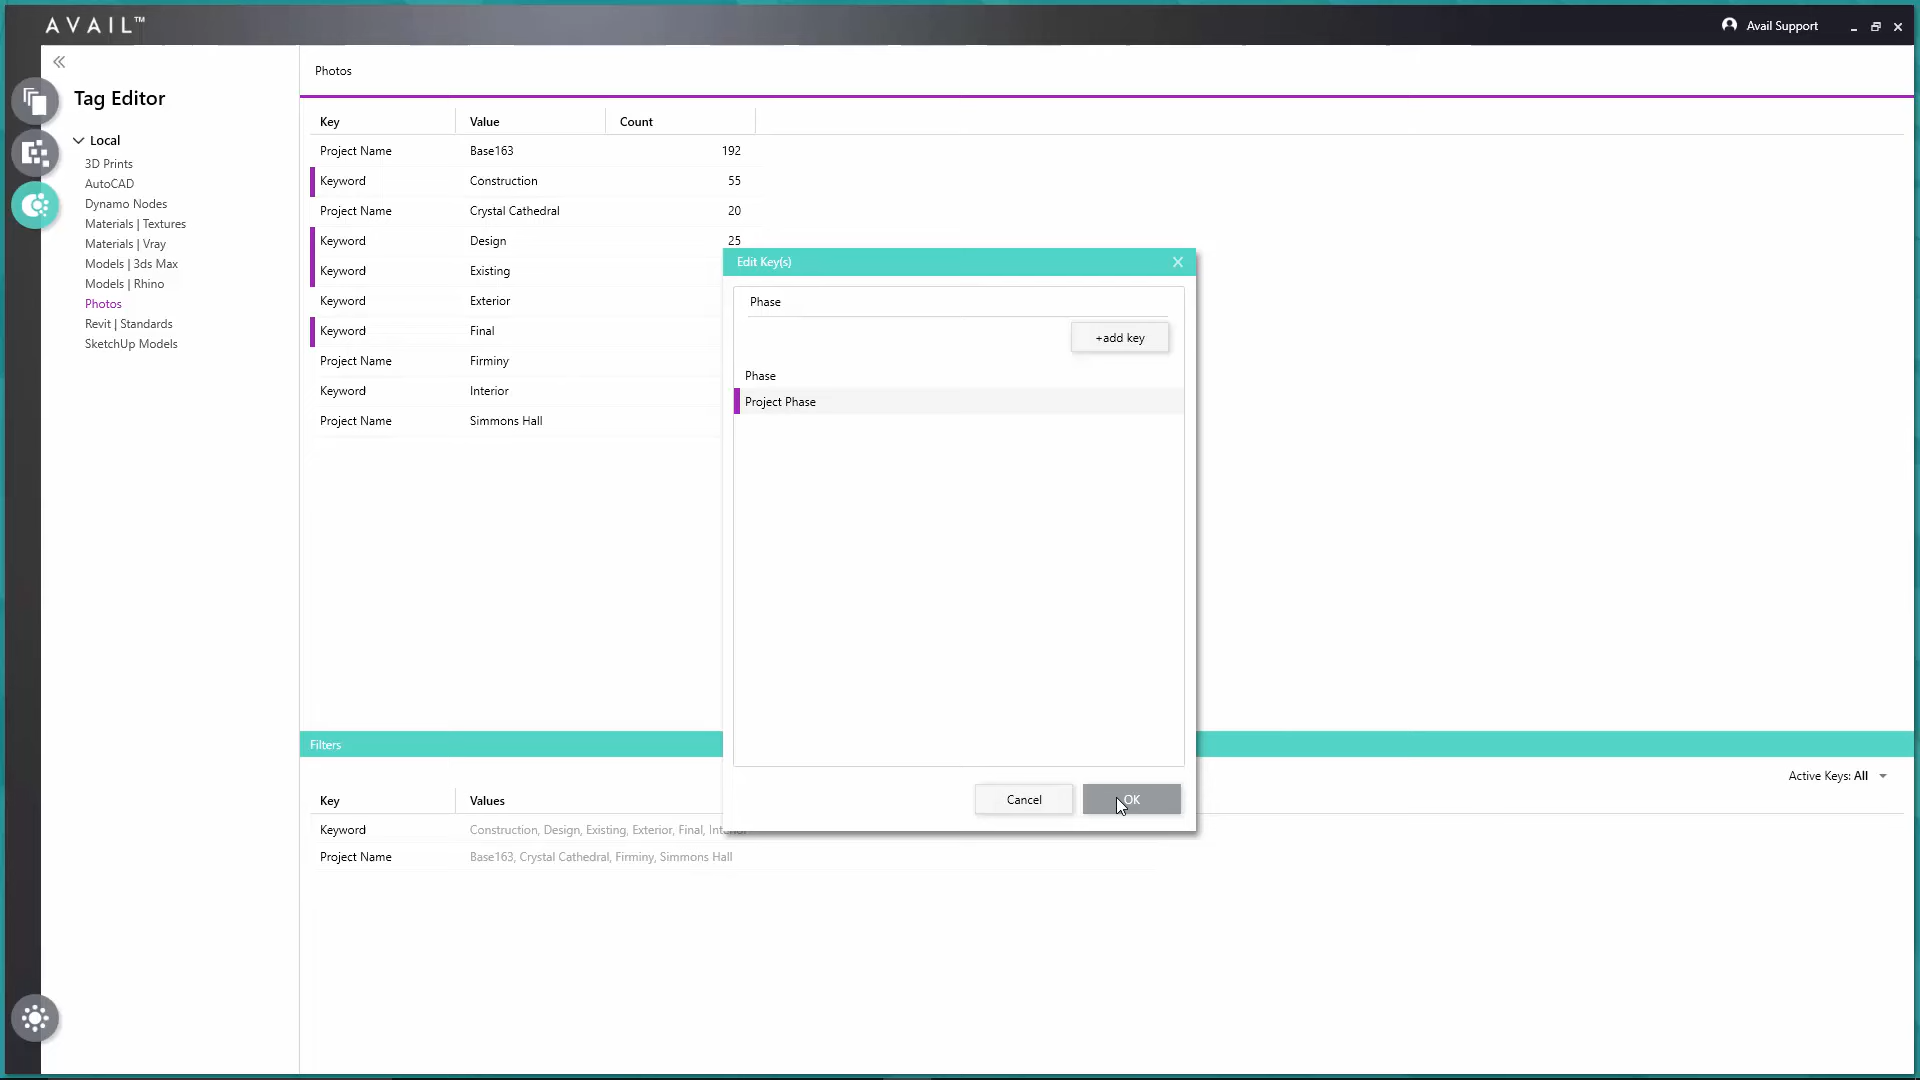 AVAIL™
Avail Support
Tag Editor
Local
3D Prints
AutoCAD
Dynamo Nodes
Materials | Textures
Materials | Vray
Models | 3ds Max
Models | Rhino
Photos
Revit | Standards
SketchUp Models
Photos
Key Value Count
Project Name Base163 192
Keyword Construction 55
Project Name Crystal Cathedral 20
Keyword Design 25
Keyword Existing
Keyword Exterior
Keyword Final
Project Name Firminy
Keyword Interior
Project Name Simmons Hall
Edit Key(s)
Phase
+add key
Phase
Project Phase
Cancel OK
Filters
Active Keys: All
Key Values
Keyword Construction, Design, Existing, Exterior, Final, Interior
Project Name Base163, Crystal Cathedral, Firminy, Simmons Hall